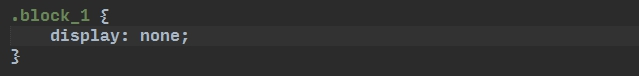 .block_1 {
    display: none;
}